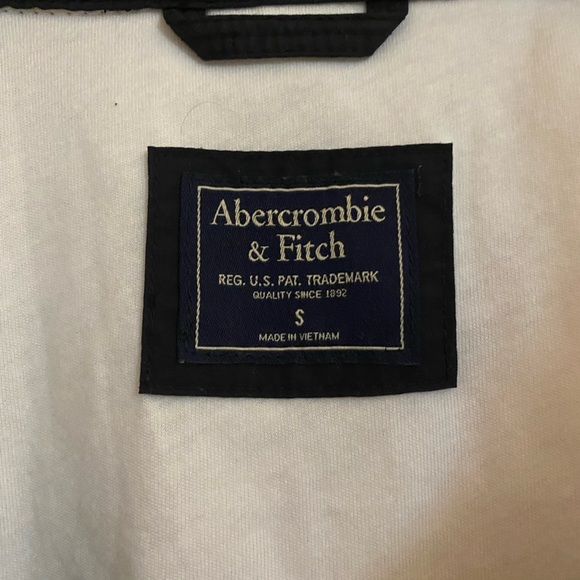 Abercrombie
& Fitch
REG. U.S. PAT. TRADEMARK
QUALITY SINCE 1892
S
MADE IN VIETNAM